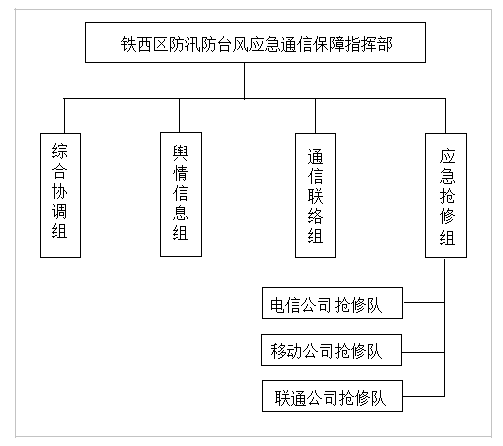 铁西区防汛防台风应急通信保障指挥部
综合协调组
舆情信息组
通信联络组
应急抢修组
电信公司抢修队
移动公司抢修队
联通公司抢修队